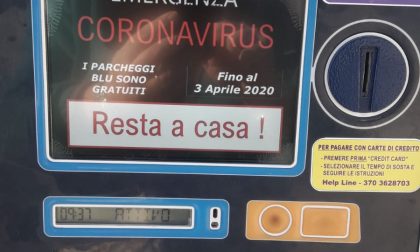 EMERGENZA
CORONAVIRUS
I PARCHEGGI
BLU SONO
GRATUITI
Fino al
3 Aprile 2020
Resta a casa !
PER PAGARE CON CARTE DI CREDITO
- PREMERE PRIMA "CREDIT CARD"
- SELEZIONARE IL TEMPO DI SOSTA E
SEGUIRE LE ISTRUZIONI
Help Line - 370 3628703
09:37 ATTIVO